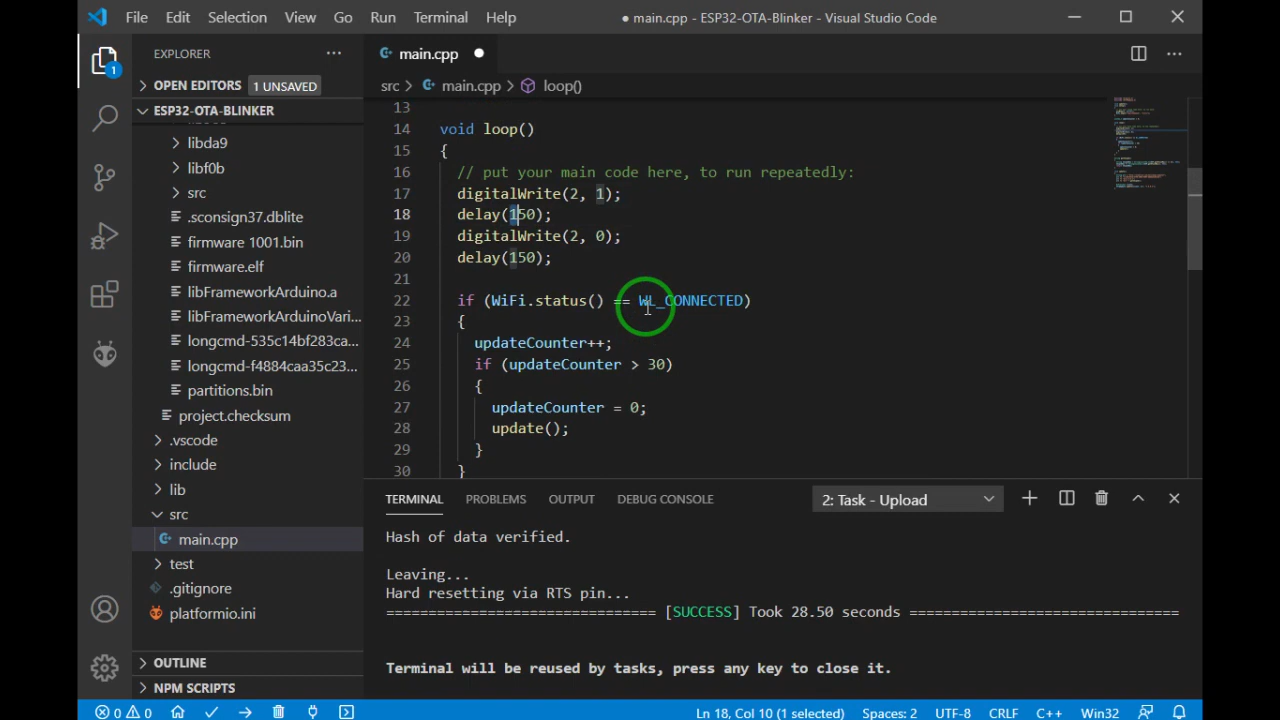 File Edit Selection View Go Run Terminal Help
● main.cpp - ESP32-OTA-Blinker - Visual Studio Code
EXPLORER
OPEN EDITORS 1 UNSAVED
ESP32-OTA-BLINKER
libda9
libf0b
src
.sconsign37.dblite
firmware 1001.bin
firmware.elf
libFrameworkArduino.a
libFrameworkArduinoVari...
longcmd-535c14bf283ca...
longcmd-f4884caa35c23...
partitions.bin
project.checksum
.vscode
include
lib
src
main.cpp
test
.gitignore
platformio.ini
OUTLINE
NPM SCRIPTS
1
main.cpp
src > main.cpp > loop()
13
14 void loop()
15 {
16 // put your main code here, to run repeatedly:
17 digitalWrite(2, 1);
18 delay(150);
19 digitalWrite(2, 0);
20 delay(150);
21
22 if (WiFi.status() == WL_CONNECTED)
23 {
24 updateCounter++;
25 if (updateCounter > 30)
26 {
27 updateCounter = 0;
28 update();
29 }
30 }
TERMINAL PROBLEMS OUTPUT DEBUG CONSOLE 2: Task - Upload
Hash of data verified.
Leaving...
Hard resetting via RTS pin...
============================== [SUCCESS] Took 28.50 seconds ==============================
Terminal will be reused by tasks, press any key to close it.
0 0 Ln 18, Col 10 (1 selected) Spaces: 2 UTF-8 CRLF C++ Win32